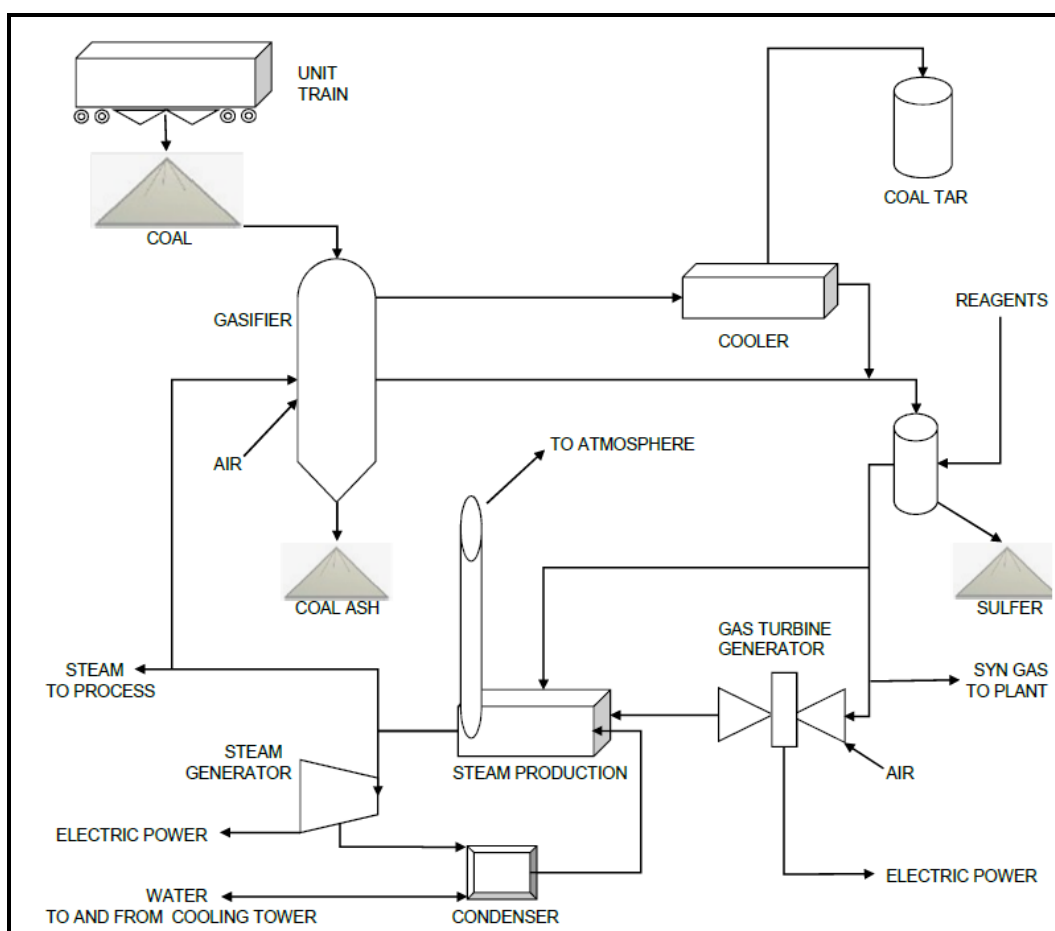 UNIT
TRAIN
COAL TAR
COAL
REAGENTS
GASIFIER
COOLER
TO ATMOSPHERE
AIR
COAL ASH
SULFER
GAS TURBINE
GENERATOR
STEAM
TO PROCESS
SYN GAS
TO PLANT
STEAM
GENERATOR
STEAM PRODUCTION
AIR
ELECTRIC POWER
ELECTRIC POWER
WATER
TO AND FROM COOLING TOWER
CONDENSER